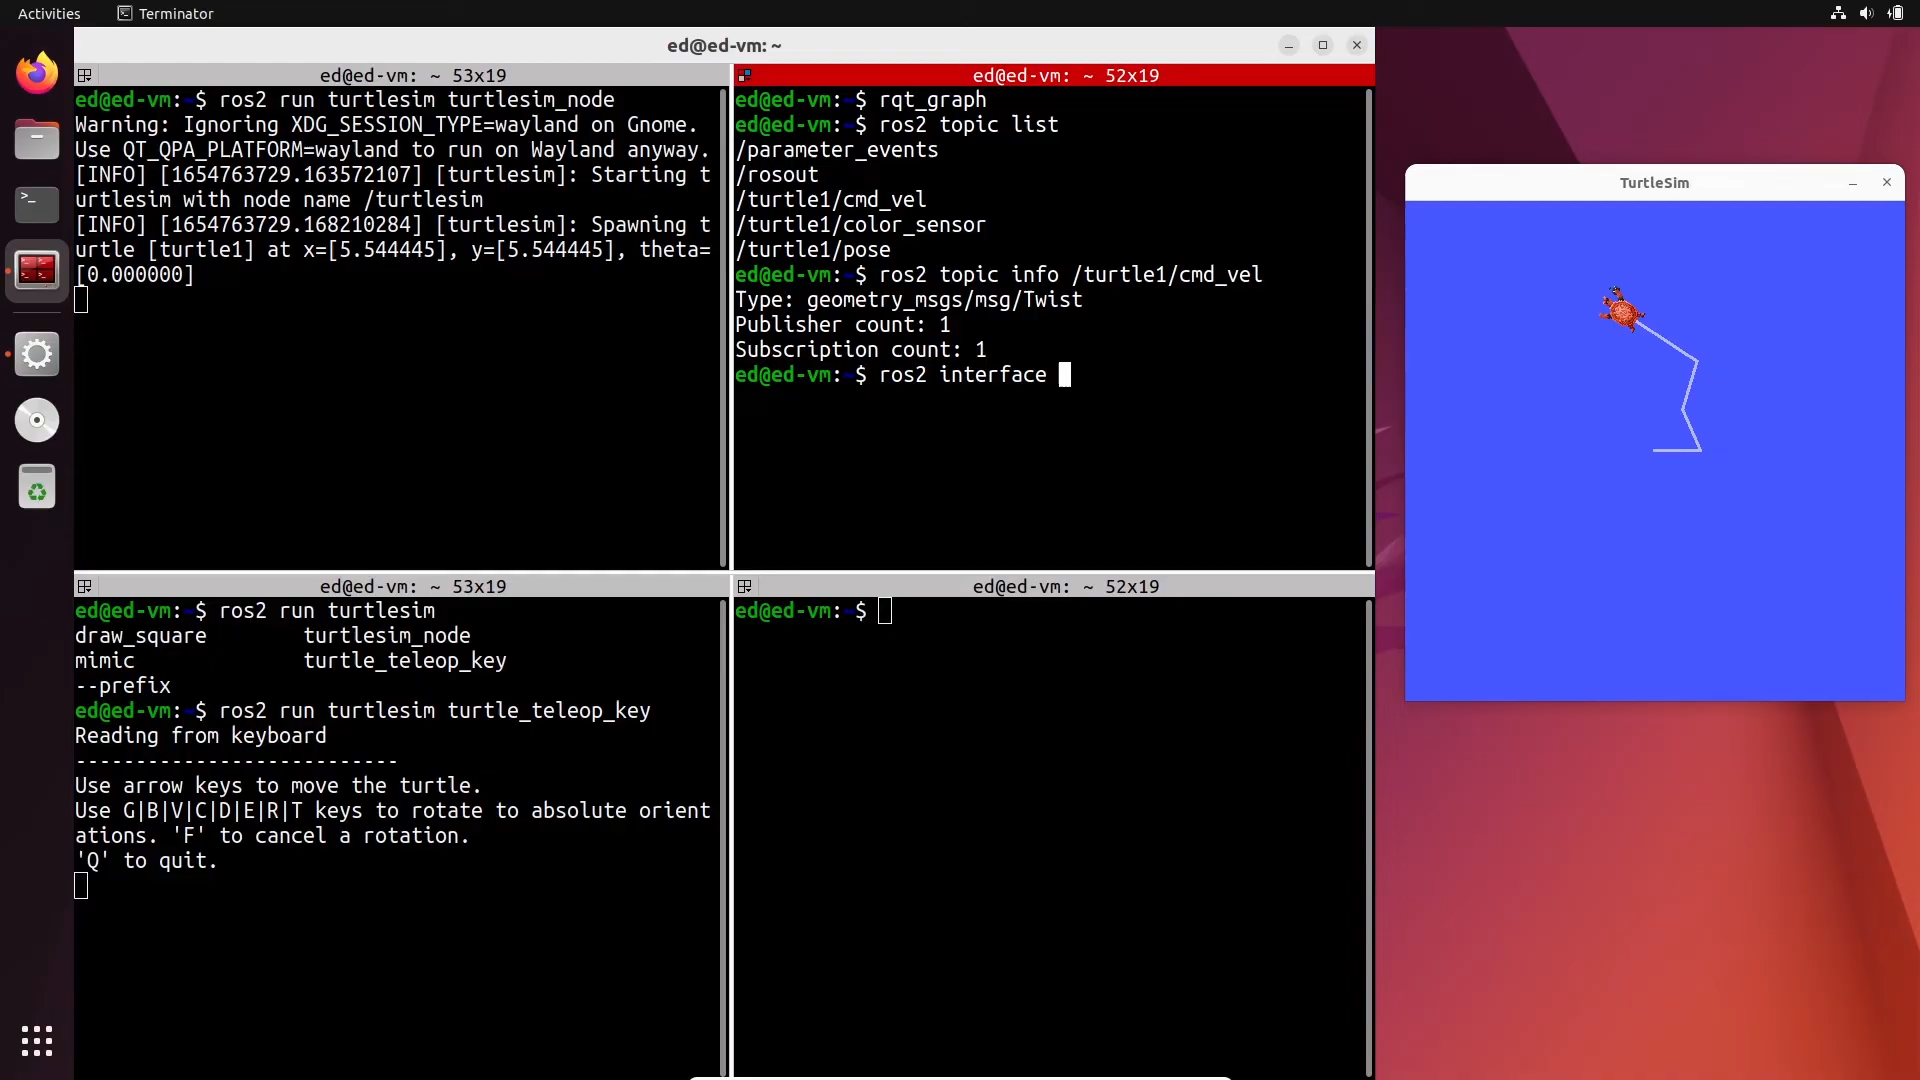 Activities
Terminator
ed@ed-vm: ~
ed@ed-vm: ~ 53x19
ed@ed-vm:~$ ros2 run turtlesim turtlesim_node
Warning: Ignoring XDG_SESSION_TYPE=wayland on Gnome.
Use QT_QPA_PLATFORM=wayland to run on Wayland anyway.
[INFO] [1654763729.163572107] [turtlesim]: Starting t
urtlesim with node name /turtlesim
[INFO] [1654763729.168210284] [turtlesim]: Spawning t
urtle [turtle1] at x=[5.544445], y=[5.544445], theta=
[0.000000]
ed@ed-vm: ~ 52x19
ed@ed-vm:~$ rqt_graph
ed@ed-vm:~$ ros2 topic list
/parameter_events
/rosout
/turtle1/cmd_vel
/turtle1/color_sensor
/turtle1/pose
ed@ed-vm:~$ ros2 topic info /turtle1/cmd_vel
Type: geometry_msgs/msg/Twist
Publisher count: 1
Subscription count: 1
ed@ed-vm:~$ ros2 interface
ed@ed-vm: ~ 53x19
ed@ed-vm:~$ ros2 run turtlesim
draw_square        turtlesim_node
mimic              turtle_teleop_key
--prefix
ed@ed-vm:~$ ros2 run turtlesim turtle_teleop_key
Reading from keyboard
---------------------------
Use arrow keys to move the turtle.
Use G|B|V|C|D|E|R|T keys to rotate to absolute orient
ations. 'F' to cancel a rotation.
'Q' to quit.
ed@ed-vm: ~ 52x19
ed@ed-vm:~$
TurtleSim